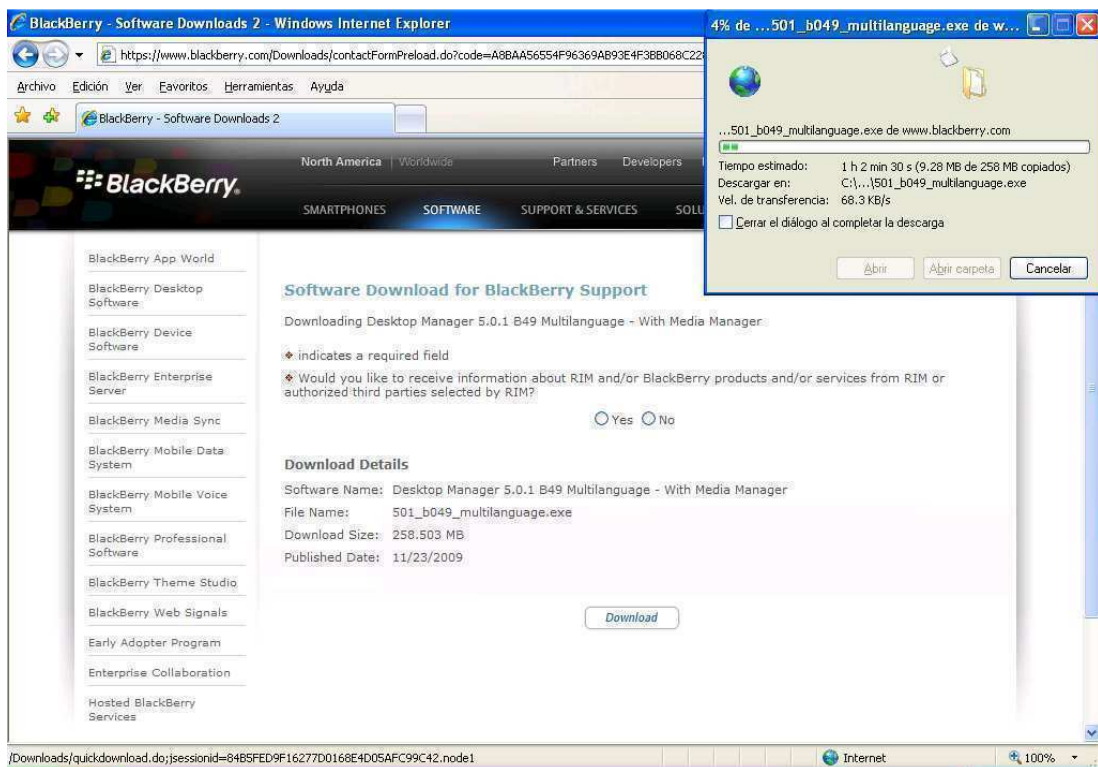 BlackBerry - Software Downloads 2 - Windows Internet Explorer
https://www.blackberry.com/Downloads/contactFormPreload.do?code=A8BAA56554F96369AB93E4F3BB068C22
Archivo Edición Ver Favoritos Herramientas Ayuda
BlackBerry - Software Downloads 2
4% de ...501_b049_multilanguage.exe de w...
...501_b049_multilanguage.exe de www.blackberry.com
Tiempo estimado: 1 h 2 min 30 s (9.28 MB de 258 MB copiados)
Descargar en: C:\...\501_b049_multilanguage.exe
Vel. de transferencia: 68.3 KB/s
Cerrar el diálogo al completar la descarga
Abrir Abrir carpeta Cancelar
North America | Worldwide Partners Developers
BlackBerry.
SMARTPHONES SOFTWARE SUPPORT & SERVICES SOLU
BlackBerry App World
BlackBerry Desktop
Software
BlackBerry Device
Software
BlackBerry Enterprise
Server
BlackBerry Media Sync
BlackBerry Mobile Data
System
BlackBerry Mobile Voice
System
BlackBerry Professional
Software
BlackBerry Theme Studio
BlackBerry Web Signals
Early Adopter Program
Enterprise Collaboration
Hosted BlackBerry
Services
Software Download for BlackBerry Support
Downloading Desktop Manager 5.0.1 B49 Multilanguage - With Media Manager
indicates a required field
Would you like to receive information about RIM and/or BlackBerry products and/or services from RIM or
authorized third parties selected by RIM?
Yes No
Download Details
Software Name: Desktop Manager 5.0.1 B49 Multilanguage - With Media Manager
File Name: 501_b049_multilanguage.exe
Download Size: 258.503 MB
Published Date: 11/23/2009
Download
/Downloads/quickdownload.do;jsessionid=84B5FED9F16277D0168E4D05AFC99C42.node1
Internet 100%